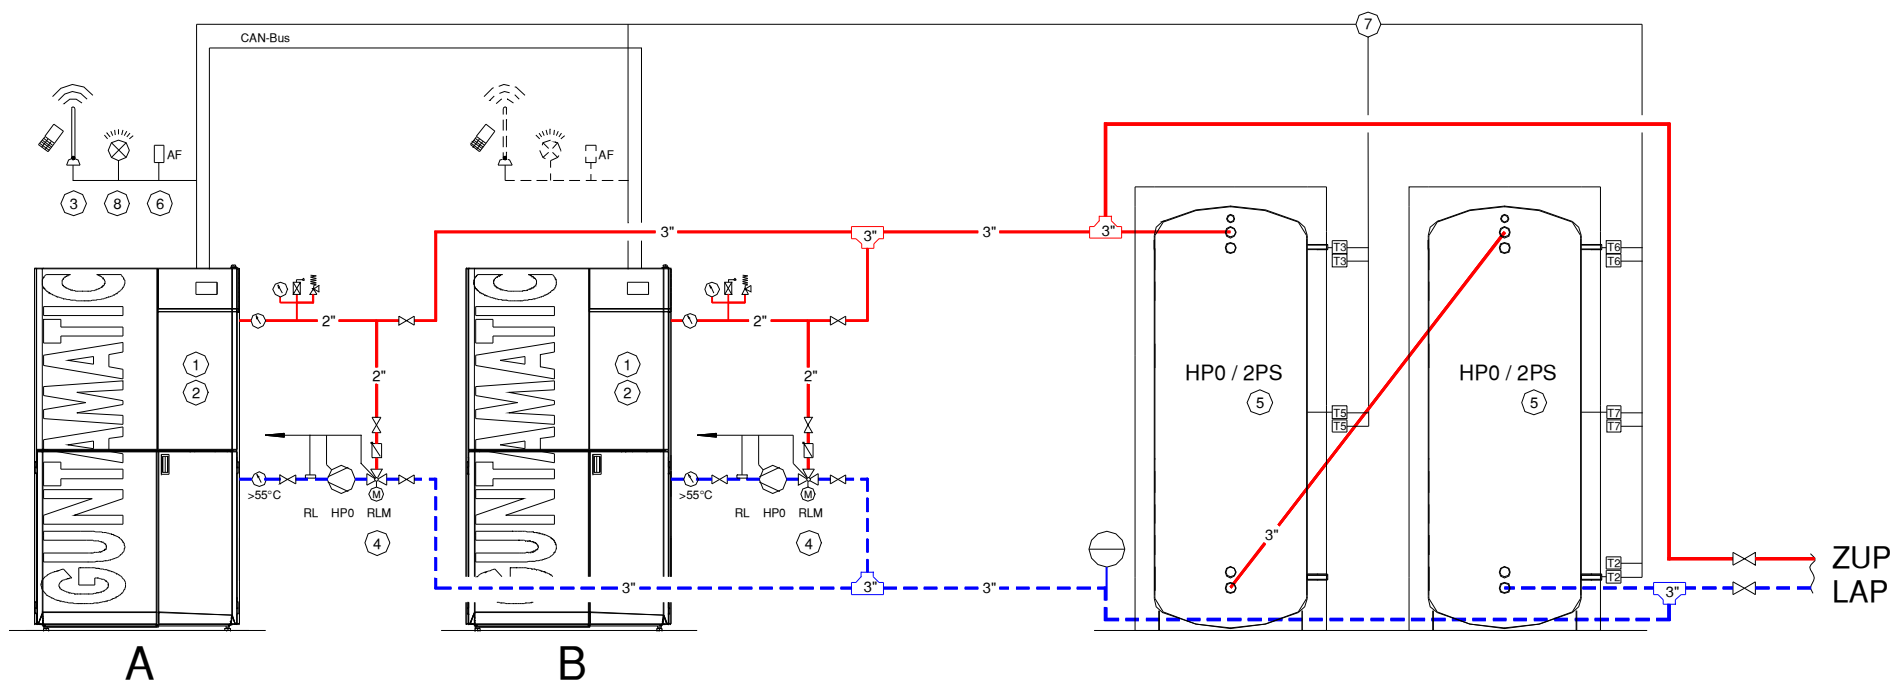 7
CAN-Bus
AF
3
8
6
AF
3"
3"
3"
3"
T3
T3
T6
T6
GUNTAMATIC
GUNTAMATIC
2"
2"
1
2
1
2
2"
2"
HP0 / 2PS
5
HP0 / 2PS
5
T5
T5
T7
T7
>55°C
RL
HP0
M
RLM
4
>55°C
RL
HP0
M
RLM
4
3"
T2
T2
ZUP
LAP
3"
3"
3"
3"
A
B